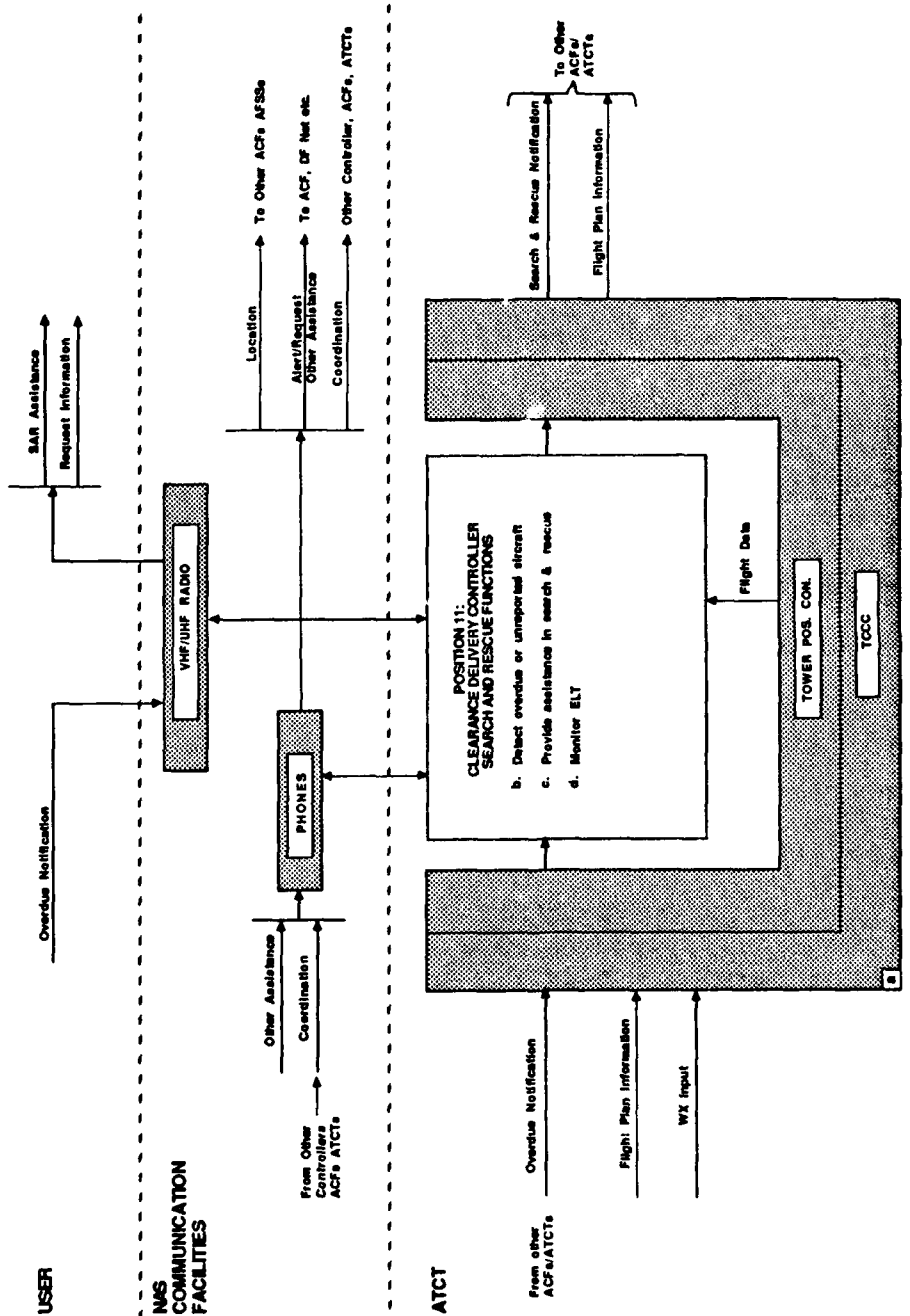 USER
Overdue Notification
SAR Assistance
Request Information
NAS
COMMUNICATION
FACILITIES
VHF/UHF RADIO
Other Assistance
Coordination
From Other
Controllers
ACFs ATCTs
PHONES
Location
To Other ACFs AFSSs
Alert/Request
Other Assistance
To ACF, DF Net etc.
Coordination
Other Controller, ACFs, ATCTs
ATCT
From other
ACFs/ATCTs
Overdue Notification
Flight Plan Information
WX Input
POSITION 11:
CLEARANCE DELIVERY CONTROLLER
SEARCH AND RESCUE FUNCTIONS
b. Detect overdue or unreported aircraft
c. Provide assistance in search & rescue
d. Monitor ELT
Flight Data
TOWER POS. CON.
TCCC
a
Search & Rescue Notification
Flight Plan Information
To Other
ACFs/
ATCTs